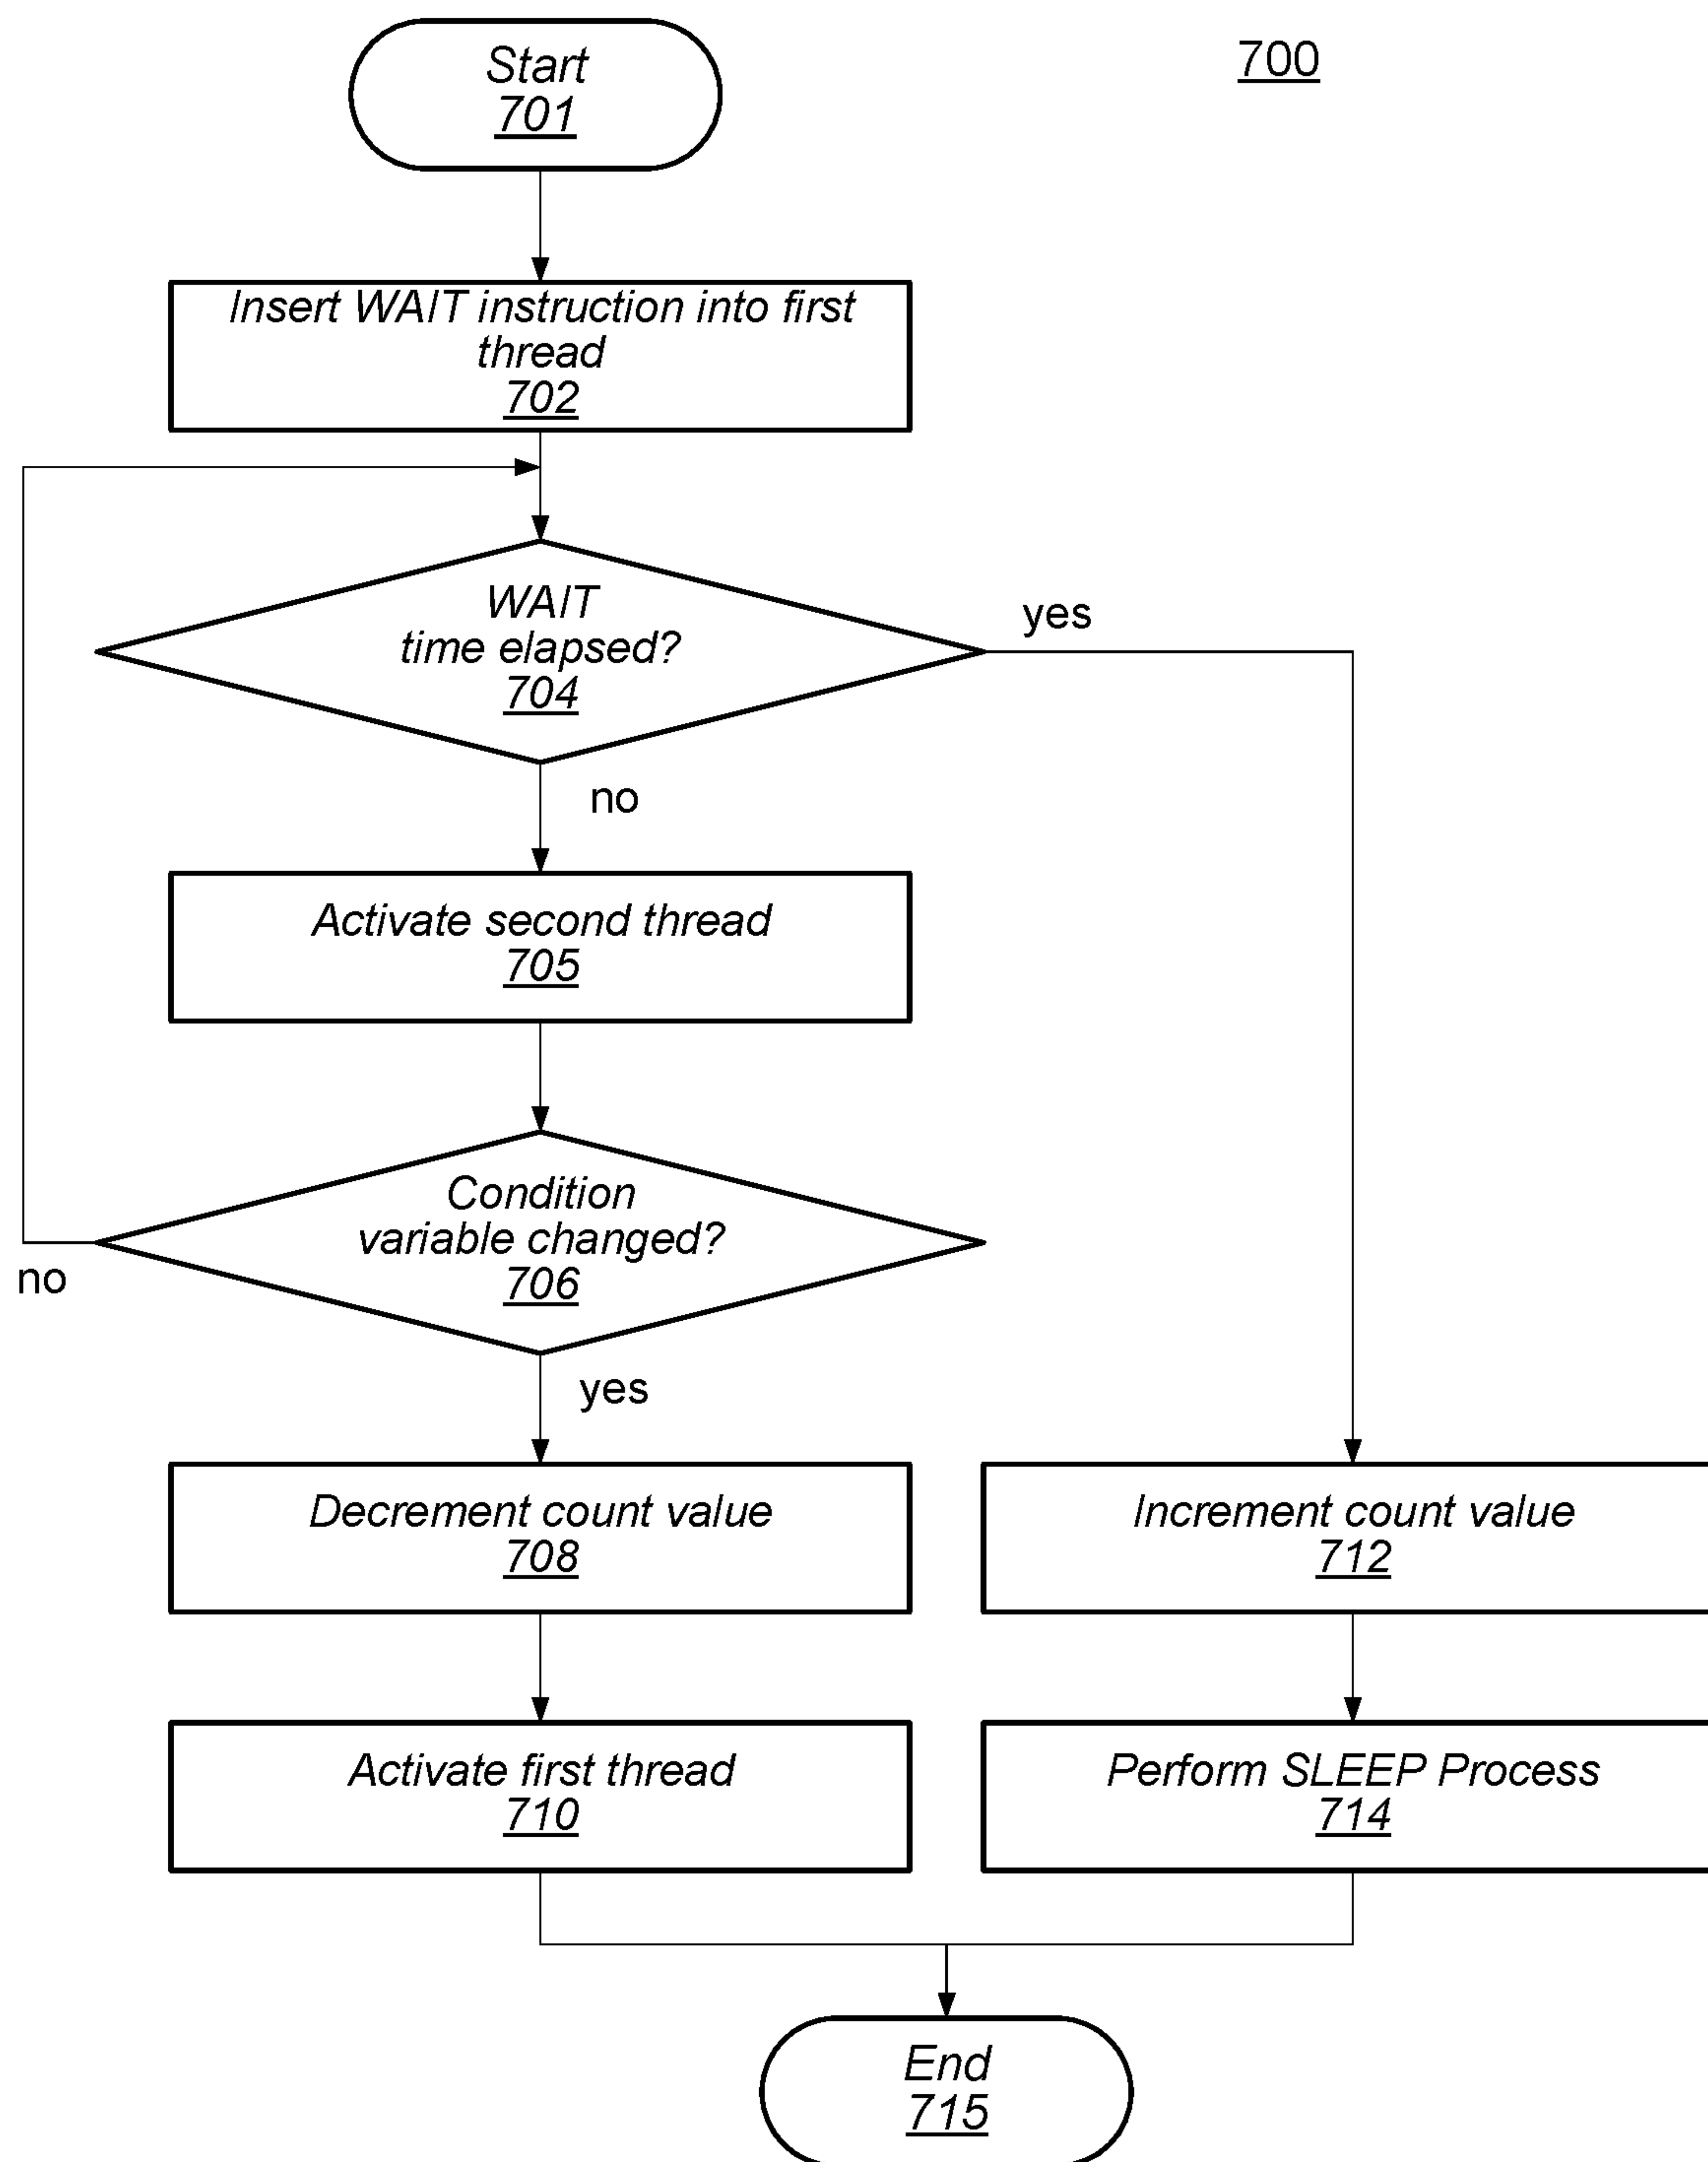 Start
701
700
Insert WAIT instruction into first
thread
702
WAIT
time elapsed?
704
yes
no
Activate second thread
705
Condition
variable changed?
706
no
yes
Decrement count value
708
Increment count value
712
Activate first thread
710
Perform SLEEP Process
714
End
715